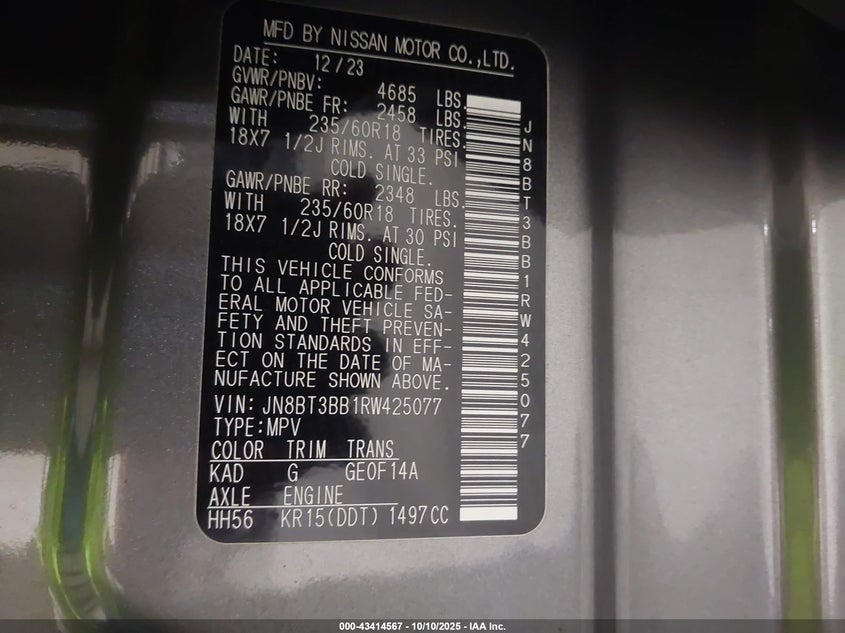 MFD BY NISSAN MOTOR CO.,LTD.
DATE: 12/23
GVWR/PNBV: 4685 LBS.
GAWR/PNBE FR: 2458 LBS.
WITH 235/60R18 TIRES.
18X7 1/2J RIMS. AT 33 PSI
COLD SINGLE.
GAWR/PNBE RR: 2348 LBS.
WITH 235/60R18 TIRES.
18X7 1/2J RIMS. AT 30 PSI
COLD SINGLE.
THIS VEHICLE CONFORMS
TO ALL APPLICABLE FED-
ERAL MOTOR VEHICLE SA-
FETY AND THEFT PREVEN-
TION STANDARDS IN EFF-
ECT ON THE DATE OF MA-
NUFACTURE SHOWN ABOVE.
VIN: JN8BT3BB1RW425077
TYPE:MPV
COLOR TRIM TRANS
KAD G GE0F14A
AXLE ENGINE
HH56 KR15(DDT) 1497CC
JN8BT3BB1RW425077
000-43414567 - 10/10/2025 - IAA Inc.